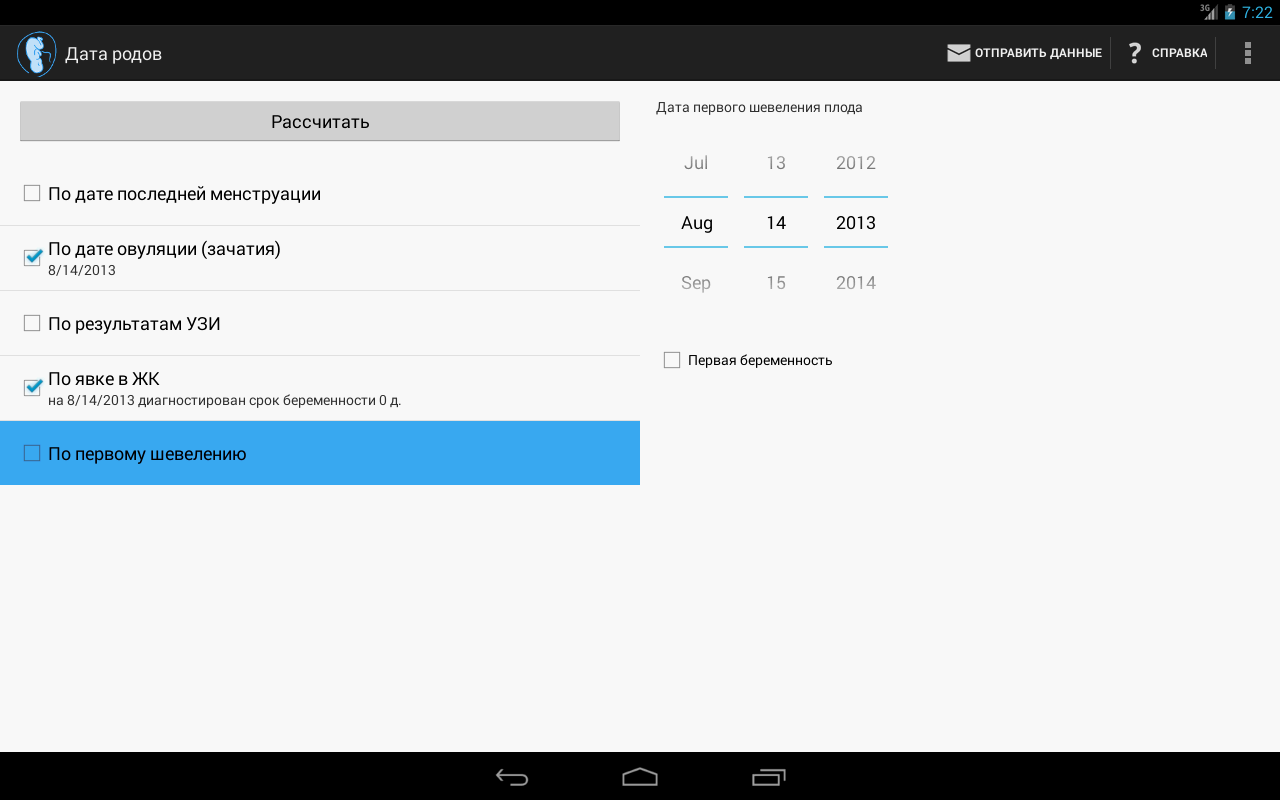 3G 7:22
Дата родов
ОТПРАВИТЬ ДАННЫЕ
СПРАВКА
Рассчитать
По дате последней менструации
По дате овуляции (зачатия)
8/14/2013
По результатам УЗИ
По явке в ЖК
на 8/14/2013 диагностирован срок беременности 0 д.
По первому шевелению
Дата первого шевеления плода
Jul 13 2012
Aug 14 2013
Sep 15 2014
Первая беременность